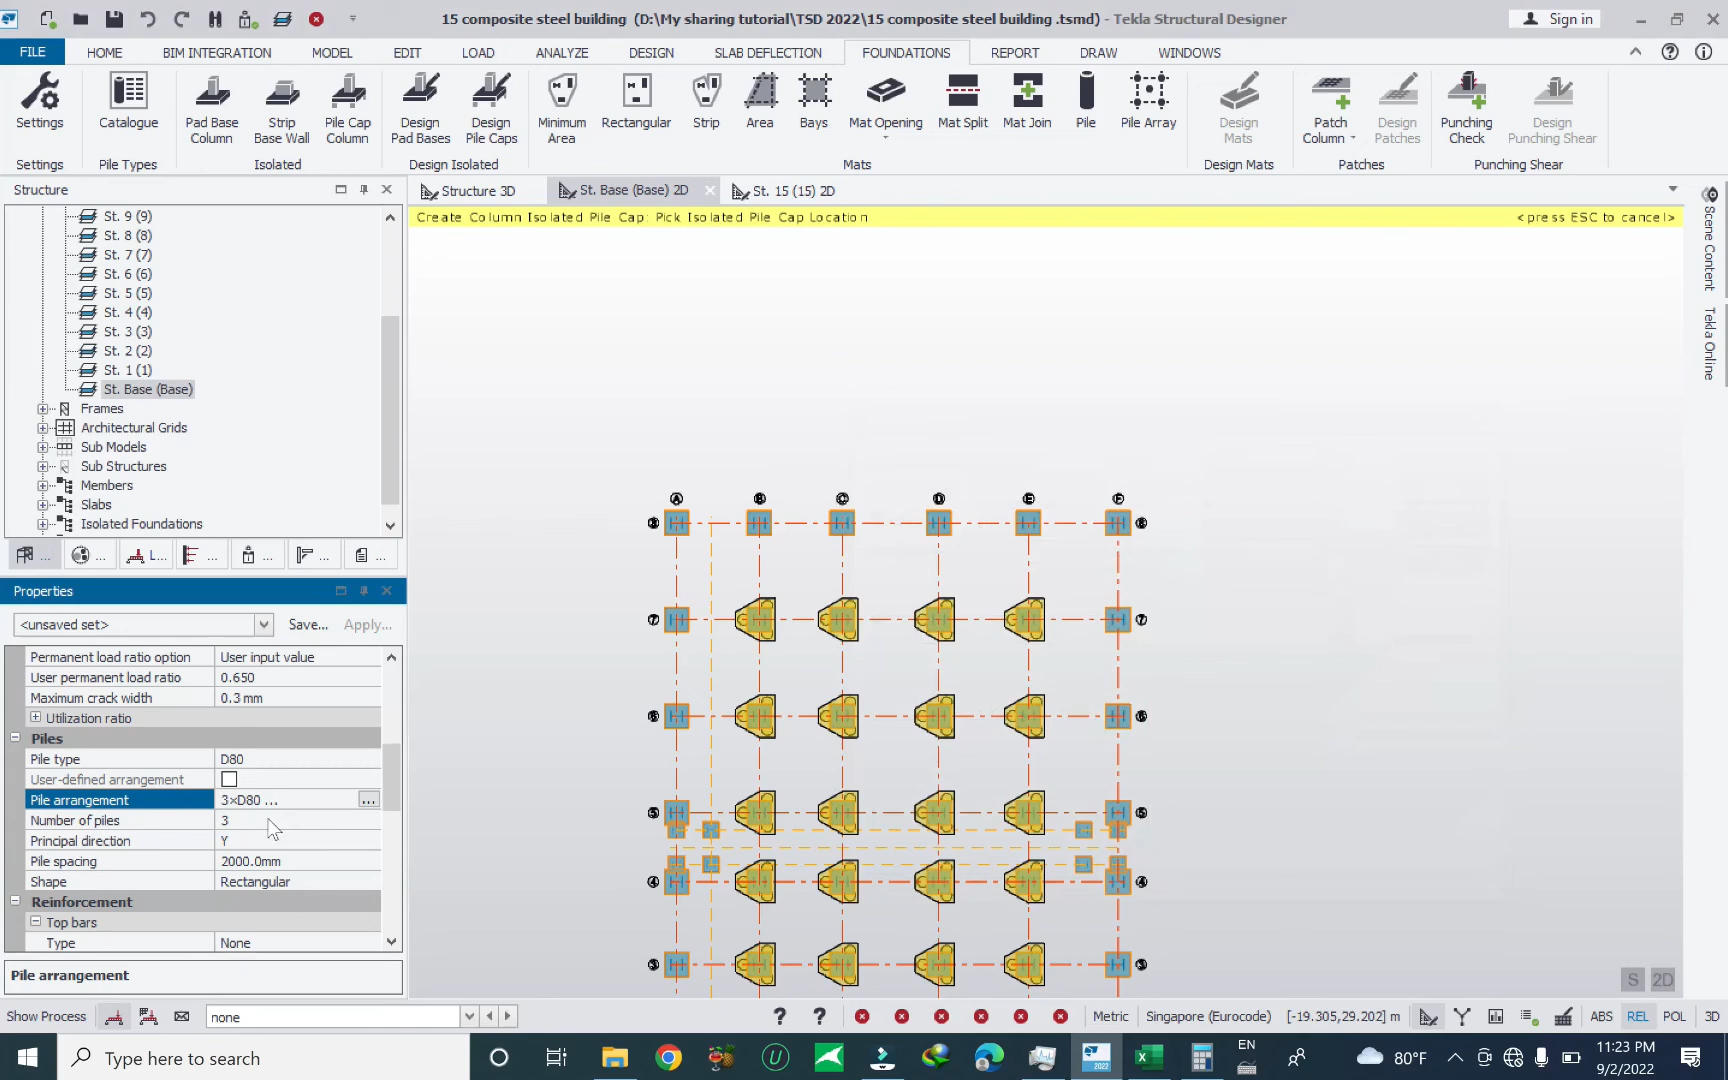 15 composite steel building (D:\My sharing tutorial\TSD 2022\15 composite steel building .tsmd) - Tekla Structural Designer
Sign in
FILE HOME BIM INTEGRATION MODEL EDIT LOAD ANALYZE DESIGN SLAB DEFLECTION FOUNDATIONS REPORT DRAW WINDOWS
Settings
Catalogue
Pad Base
Column
Strip
Base Wall
Pile Cap
Column
Design
Pad Bases
Design
Pile Caps
Minimum
Area
Rectangular
Strip
Area
Bays
Mat Opening
Mat Split
Mat Join
Pile
Pile Array
Design
Mats
Patch
Column
Design
Patches
Punching
Check
Design
Punching Shear
Settings
Pile Types
Isolated
Design Isolated
Mats
Design Mats
Patches
Punching Shear
Structure
Structure 3D
St. Base (Base) 2D
St. 15 (15) 2D
Create Column Isolated Pile Cap: Pick Isolated Pile Cap Location
<press ESC to cancel>
Scene Content
Tekla Online
St. 9 (9)
St. 8 (8)
St. 7 (7)
St. 6 (6)
St. 5 (5)
St. 4 (4)
St. 3 (3)
St. 2 (2)
St. 1 (1)
St. Base (Base)
Frames
Architectural Grids
Sub Models
Sub Structures
Members
Slabs
Isolated Foundations
... ... L... ... ... ... ...
A B C D E F
7 7
6 6
5 5
4 4
3 3
Properties
<unsaved set>
Save...
Apply...
Permanent load ratio option User input value
User permanent load ratio 0.650
Maximum crack width 0.3 mm
Utilization ratio
Piles
Pile type D80
User-defined arrangement
Pile arrangement 3×D80 ... ...
Number of piles 3
Principal direction Y
Pile spacing 2000.0mm
Shape Rectangular
Reinforcement
Top bars
Type None
Pile arrangement
S 2D
Show Process
none
Metric
Singapore (Eurocode)
[-19.305,29.202] m
ABS REL POL 3D
Type here to search
2022
EN
80°F
11:23 PM
9/2/2022